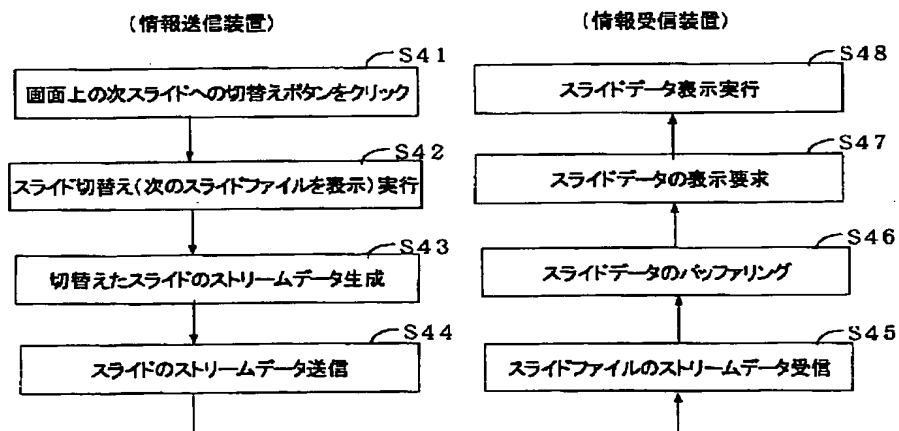 （情報送信装置）
S41
画面上の次スライドへの切替えボタンをクリック
S42
スライド切替え（次のスライドファイルを表示）実行
S43
切替えたスライドのストリームデータ生成
S44
スライドのストリームデータ送信
（情報受信装置）
S48
スライドデータ表示実行
S47
スライドデータの表示要求
S46
スライドデータのバッファリング
S45
スライドファイルのストリームデータ受信